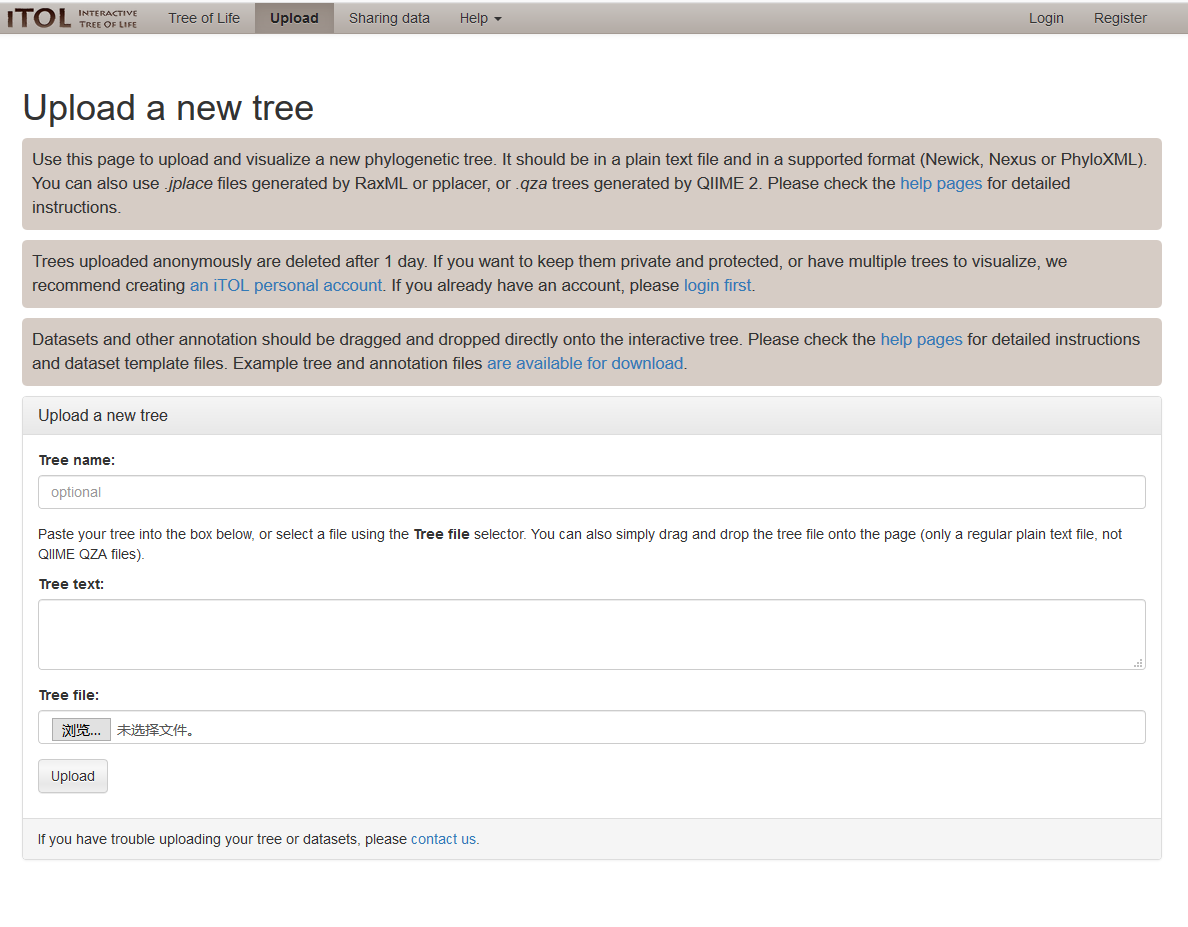 iTOL INTERACTIVE TREE OF LIFE Tree of Life Upload Sharing data Help Login Register
Upload a new tree
Use this page to upload and visualize a new phylogenetic tree. It should be in a plain text file and in a supported format (Newick, Nexus or PhyloXML).
You can also use .jplace files generated by RaxML or pplacer, or .qza trees generated by QIIME 2. Please check the help pages for detailed
instructions.
Trees uploaded anonymously are deleted after 1 day. If you want to keep them private and protected, or have multiple trees to visualize, we
recommend creating an iTOL personal account. If you already have an account, please login first.
Datasets and other annotation should be dragged and dropped directly onto the interactive tree. Please check the help pages for detailed instructions
and dataset template files. Example tree and annotation files are available for download.
Upload a new tree
Tree name:
optional
Paste your tree into the box below, or select a file using the Tree file selector. You can also simply drag and drop the tree file onto the page (only a regular plain text file, not
QIIME QZA files).
Tree text:
Tree file:
浏览... 未选择文件。
Upload
If you have trouble uploading your tree or datasets, please contact us.